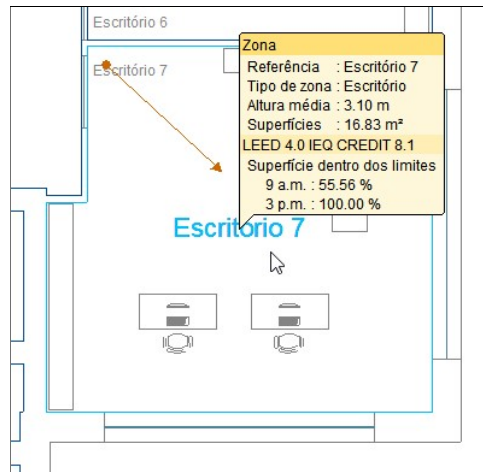 Escritório 6
Escritório 7
Zona
Referência : Escritório 7
Tipo de zona : Escritório
Altura média : 3.10 m
Superfícies : 16.83 m²
LEED 4.0 IEQ CREDIT 8.1
Superfície dentro dos limites
9 a.m. : 55.56 %
3 p.m. : 100.00 %
Escritório 7